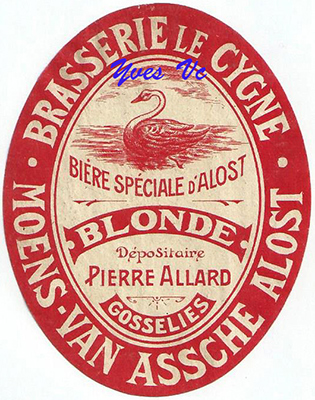 · BRASSERIE LE CYGNE ·
Yves Vc
BIÈRE SPÉCIALE D'ALOST
· BLONDE ·
Dépositaire
PIERRE ALLARD
GOSSELIES
MOENS-VAN ASSCHE ALOST